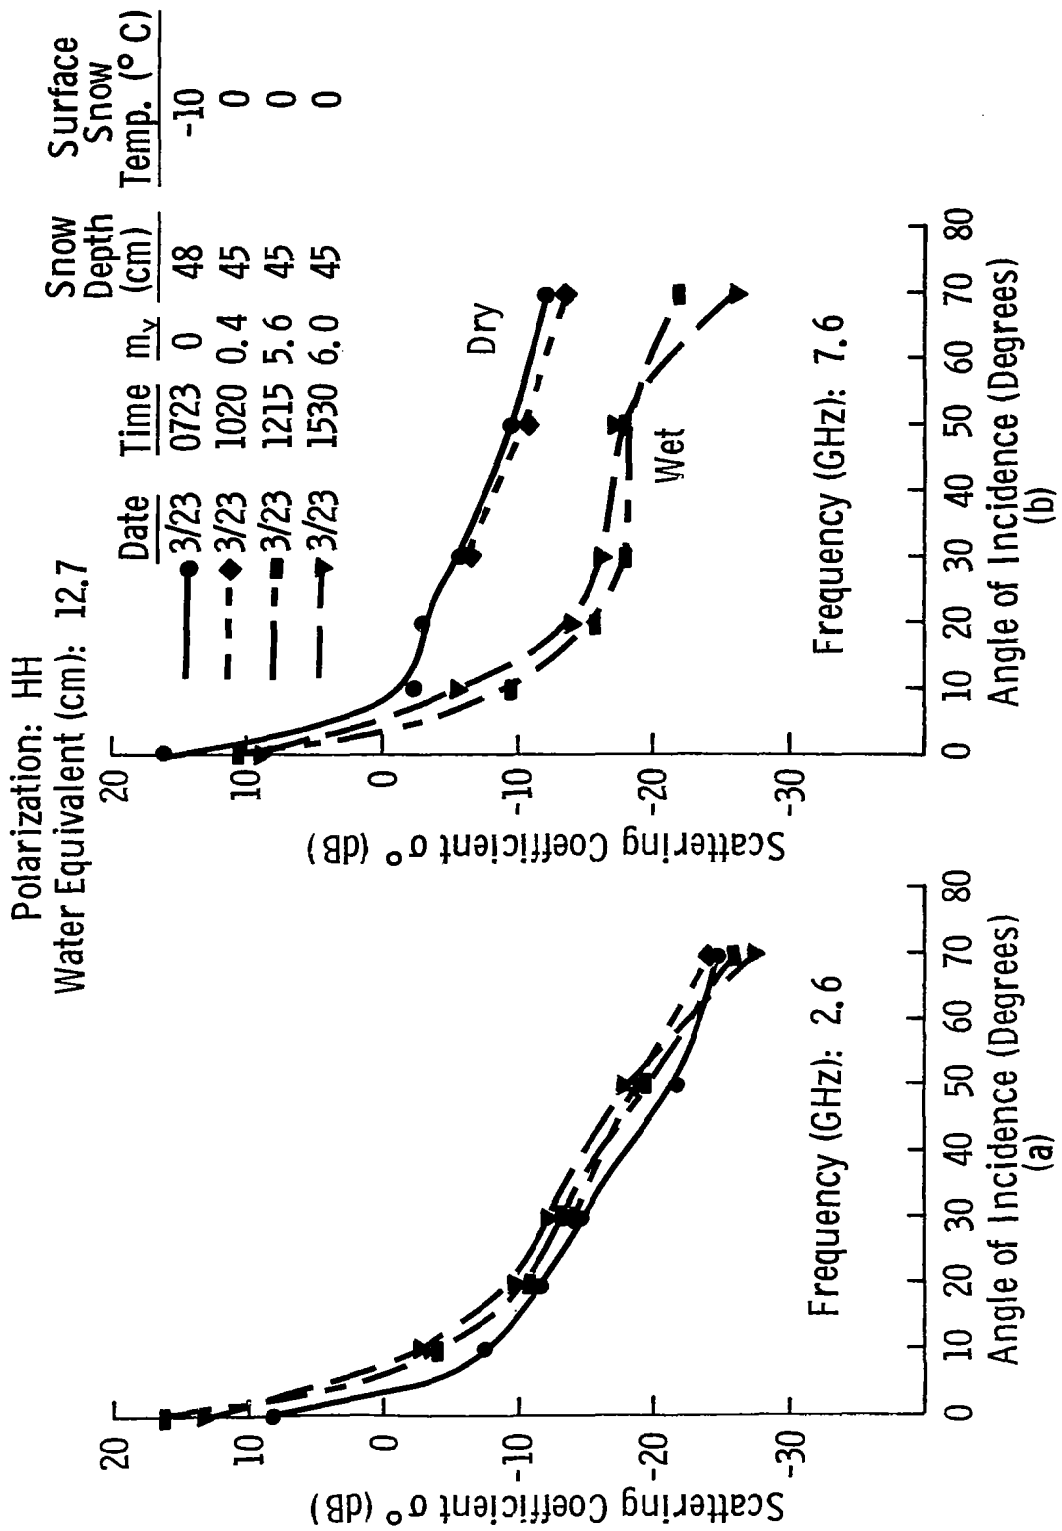 Polarization: HH
Water Equivalent (cm): 12.7
Date Time mv Snow Depth (cm) Surface Snow Temp. (° C)
3/23 0723 0 48 -10
3/23 1020 0.4 45 0
3/23 1215 5.6 45 0
3/23 1530 6.0 45 0
Scattering Coefficient σ° (dB)
20
10
0
-10
-20
-30
Frequency (GHz): 2.6
0 10 20 30 40 50 60 70 80
Angle of Incidence (Degrees)
(a)
Scattering Coefficient σ° (dB)
20
10
0
-10
-20
-30
Dry
Wet
Frequency (GHz): 7.6
0 10 20 30 40 50 60 70 80
Angle of Incidence (Degrees)
(b)